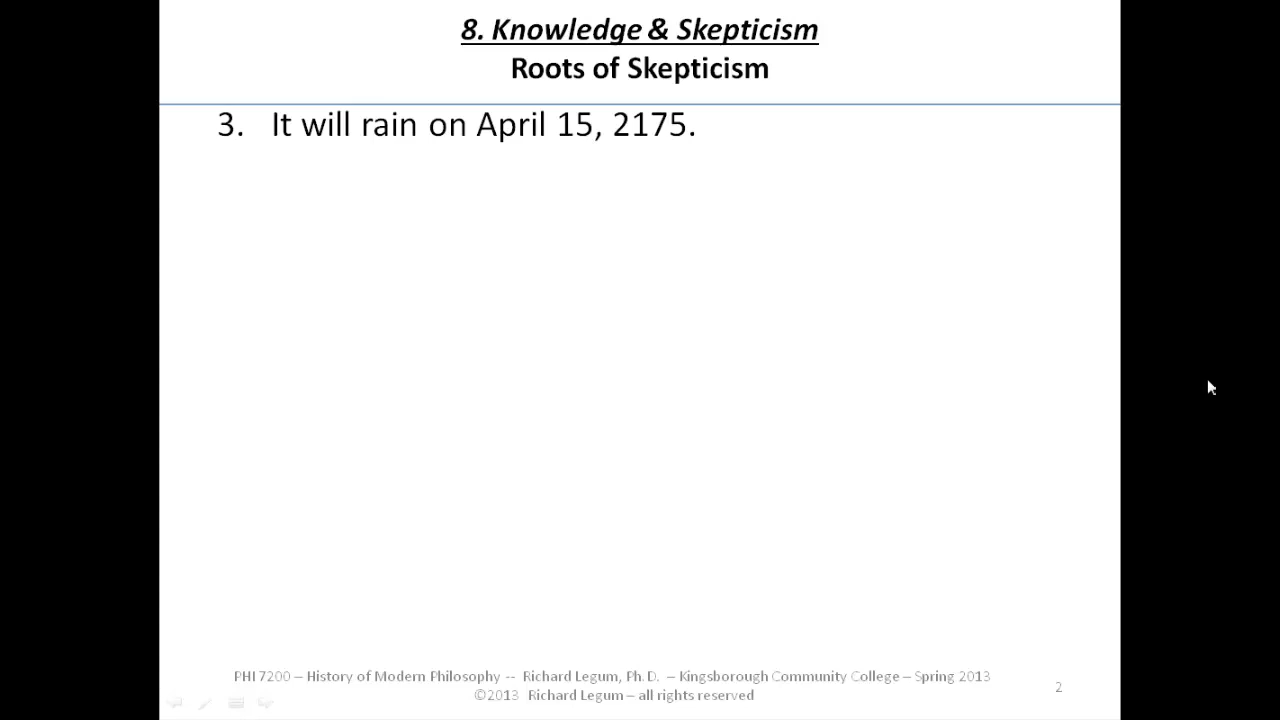 8. Knowledge & Skepticism
Roots of Skepticism
3. It will rain on April 15, 2175.
PHI 7200 – History of Modern Philosophy -- Richard Legum, Ph. D. – Kingsborough Community College – Spring 2013
©2013 Richard Legum – all rights reserved
2